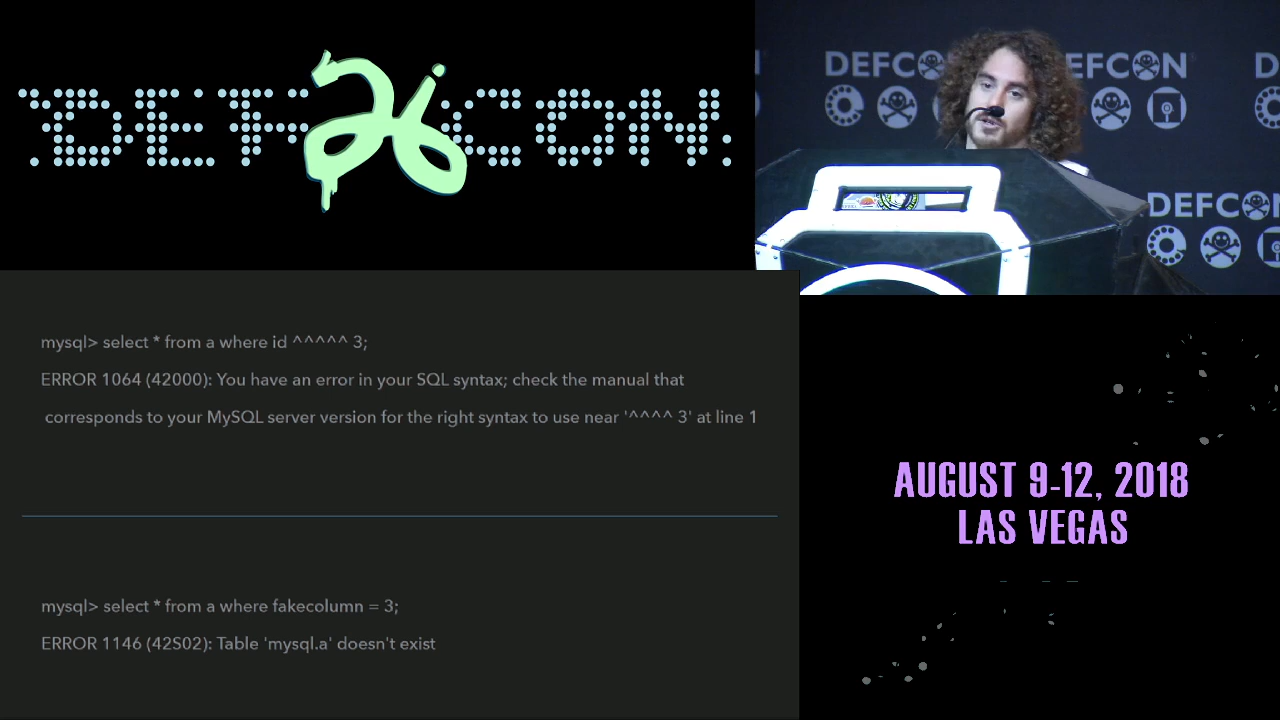 DEF 26 CON
DEFCON
DEFCON
DEFCON
mysql> select * from a where id ^^^^^ 3;
ERROR 1064 (42000): You have an error in your SQL syntax; check the manual that
corresponds to your MySQL server version for the right syntax to use near '^^^^ 3' at line 1
mysql> select * from a where fakecolumn = 3;
ERROR 1146 (42S02): Table 'mysql.a' doesn't exist
AUGUST 9-12, 2018
LAS VEGAS